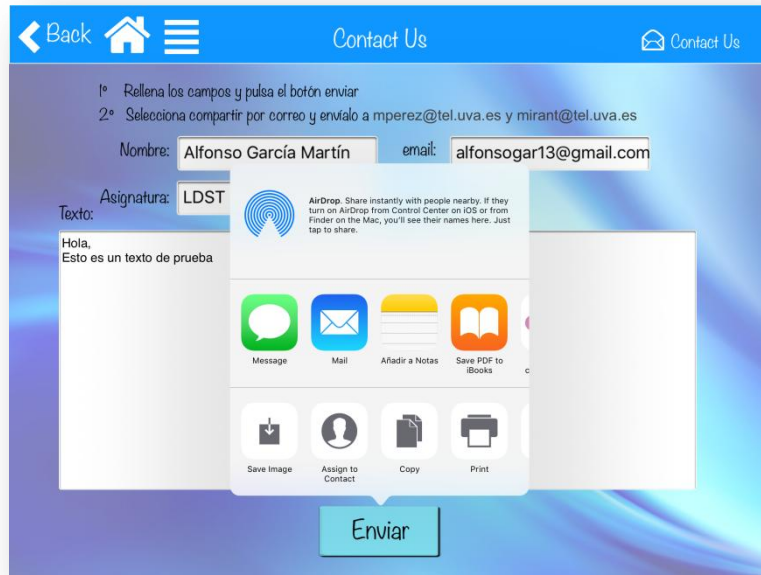 Back
Contact Us
Contact Us
1º Rellena los campos y pulsa el botón enviar
2º Selecciona compartir por correo y envíalo a mperez@tel.uva.es y mirant@tel.uva.es
Nombre: Alfonso García Martín email: alfonsogar13@gmail.com
Asignatura: LDST
Texto:
Hola,
Esto es un texto de prueba
AirDrop. Share instantly with people nearby. If they
turn on AirDrop from Control Center on iOS or from
Finder on the Mac, you'll see their names here. Just
tap to share.
Message Mail Añadir a Notas Save PDF to
iBooks
Save Image Assign to
Contact Copy Print
Enviar